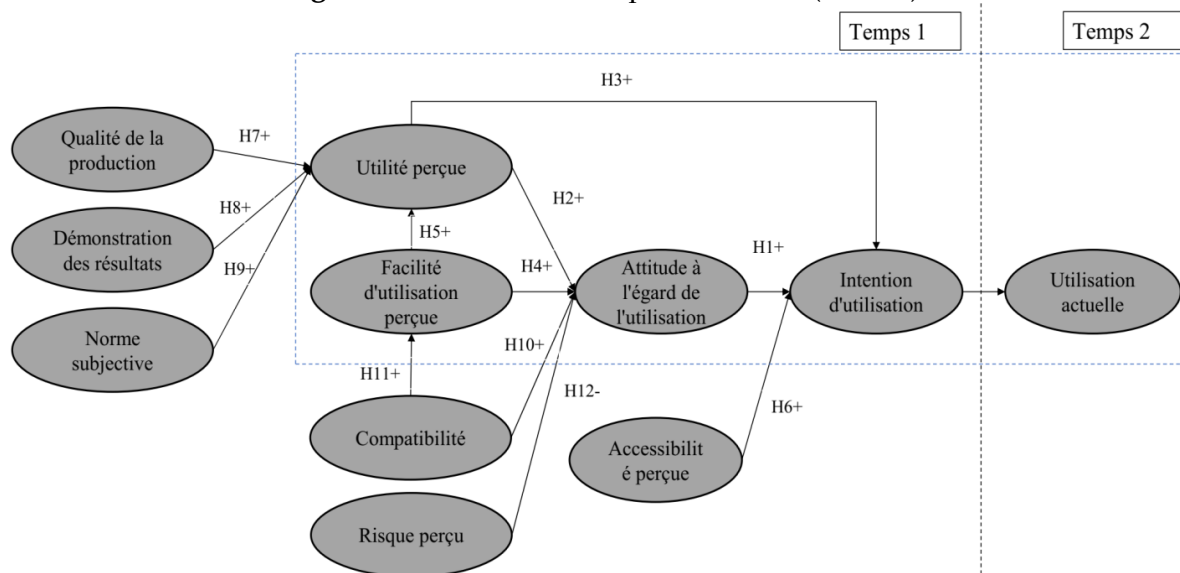 Temps 1
Temps 2
H3+
Qualité de la
production
H7+
Utilité perçue
H2+
Démonstration
des résultats
H8+
H9+
H5+
Norme
subjective
Facilité
d'utilisation
perçue
H4+
Attitude à
l'égard de
l'utilisation
H1+
Intention
d'utilisation
Utilisation
actuelle
H11+
H10+
H12-
H6+
Compatibilité
Accessibilit
é perçue
Risque perçu